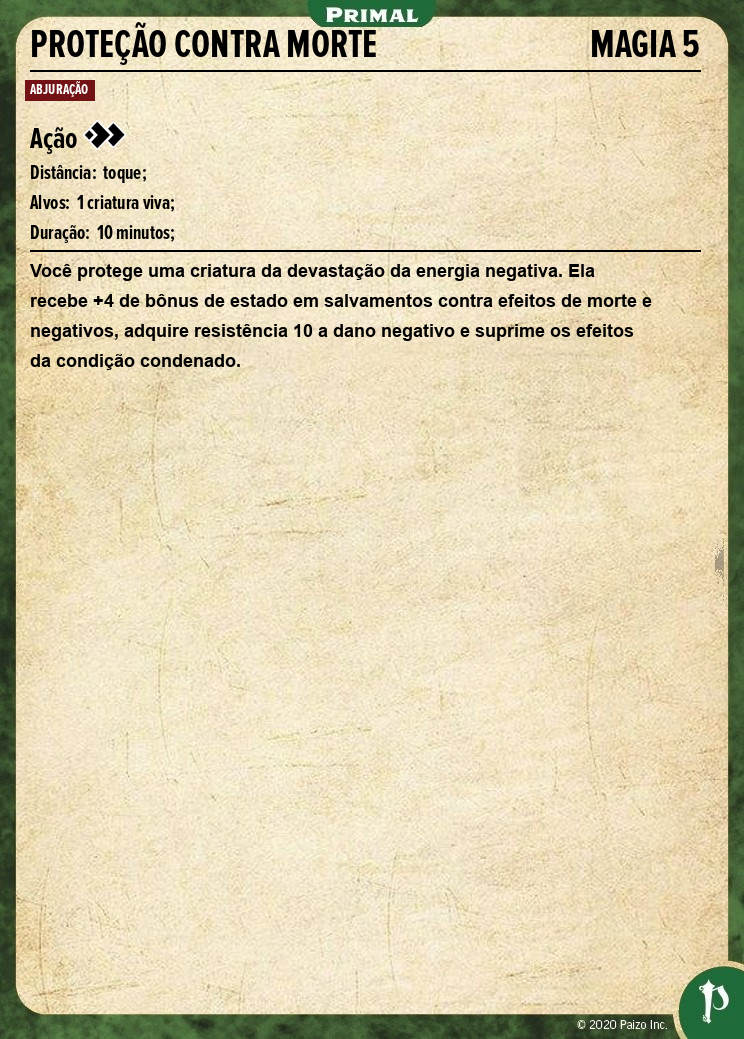 PRIMAL
PROTEÇÃO CONTRA MORTE MAGIA 5
ABJURAÇÃO
Ação
Distância: toque;
Alvos: 1 criatura viva;
Duração: 10 minutos;
Você protege uma criatura da devastação da energia negativa. Ela
recebe +4 de bônus de estado em salvamentos contra efeitos de morte e
negativos, adquire resistência 10 a dano negativo e suprime os efeitos
da condição condenado.
© 2020 Paizo Inc.
P